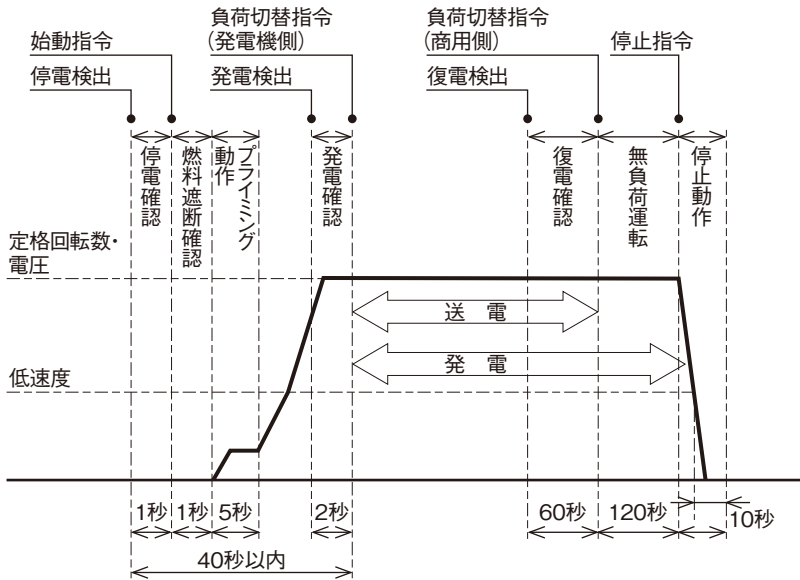 負荷切替指令
(発電機側)
負荷切替指令
(商用側)
始動指令
停止指令
停電検出
発電検出
復電検出
停電確認
燃料遮断確認
プライミング
動作
発電確認
復電確認
無負荷運転
停止動作
定格回転数・
電圧
送 電
発 電
低速度
1秒
1秒
5秒
2秒
60秒
120秒
10秒
40秒以内